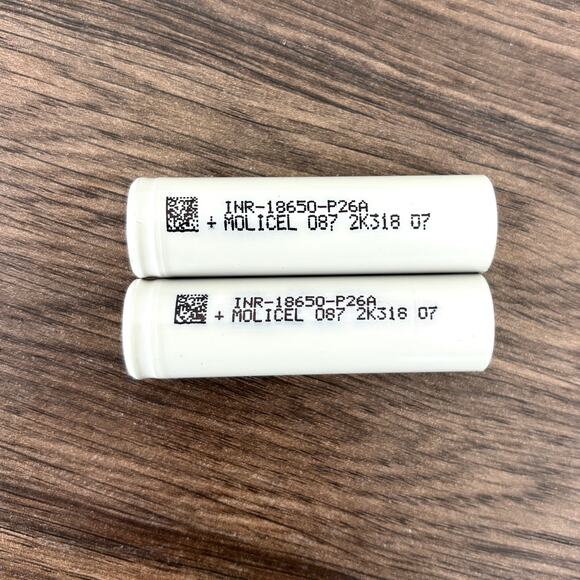 INR-18650-P26A
+ MOLICEL 087 2K318 07
INR-18650-P26A
+ MOLICEL 087 2K318 07